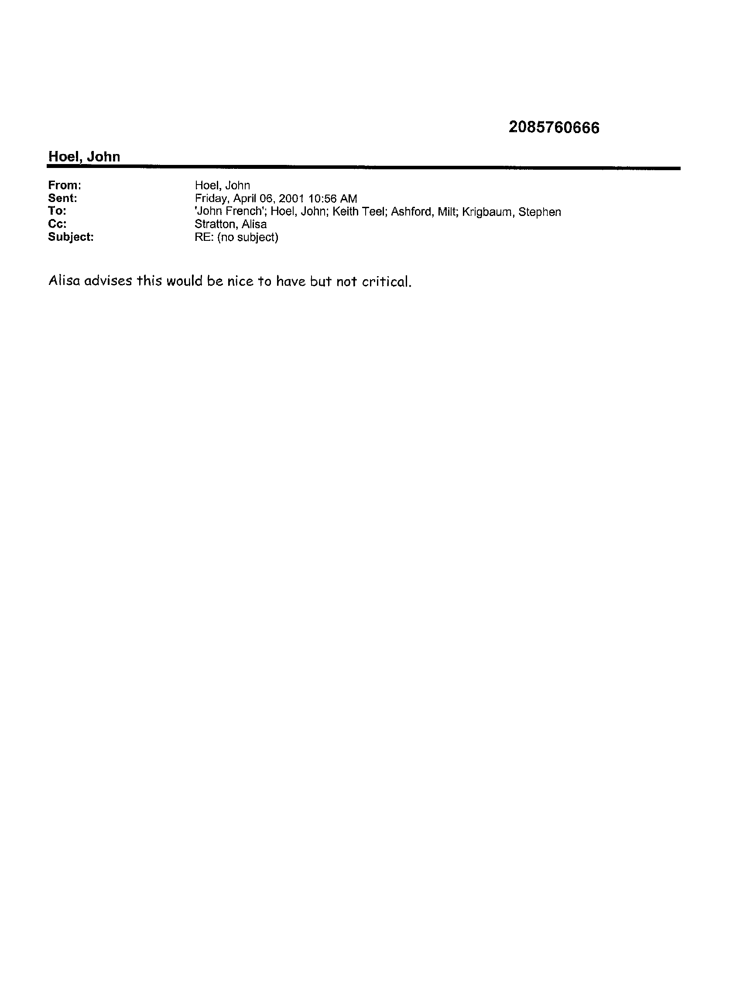 2085760666
Hoel, John
From: Hoel, John
Sent: Friday, April 06, 2001 10:56 AM
To: 'John French'; Hoel, John; Keith Teel; Ashford, Milt; Krigbaum, Stephen
Cc: Stratton, Alisa
Subject: RE: (no subject)
Alisa advises this would be nice to have but not critical.